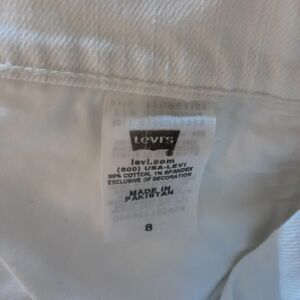 LEVI'S
levi.com
(800) USA-LEVI
99% COTTON, 1% SPANDEX
EXCLUSIVE OF DECORATION
MADE IN
PAKISTAN
8